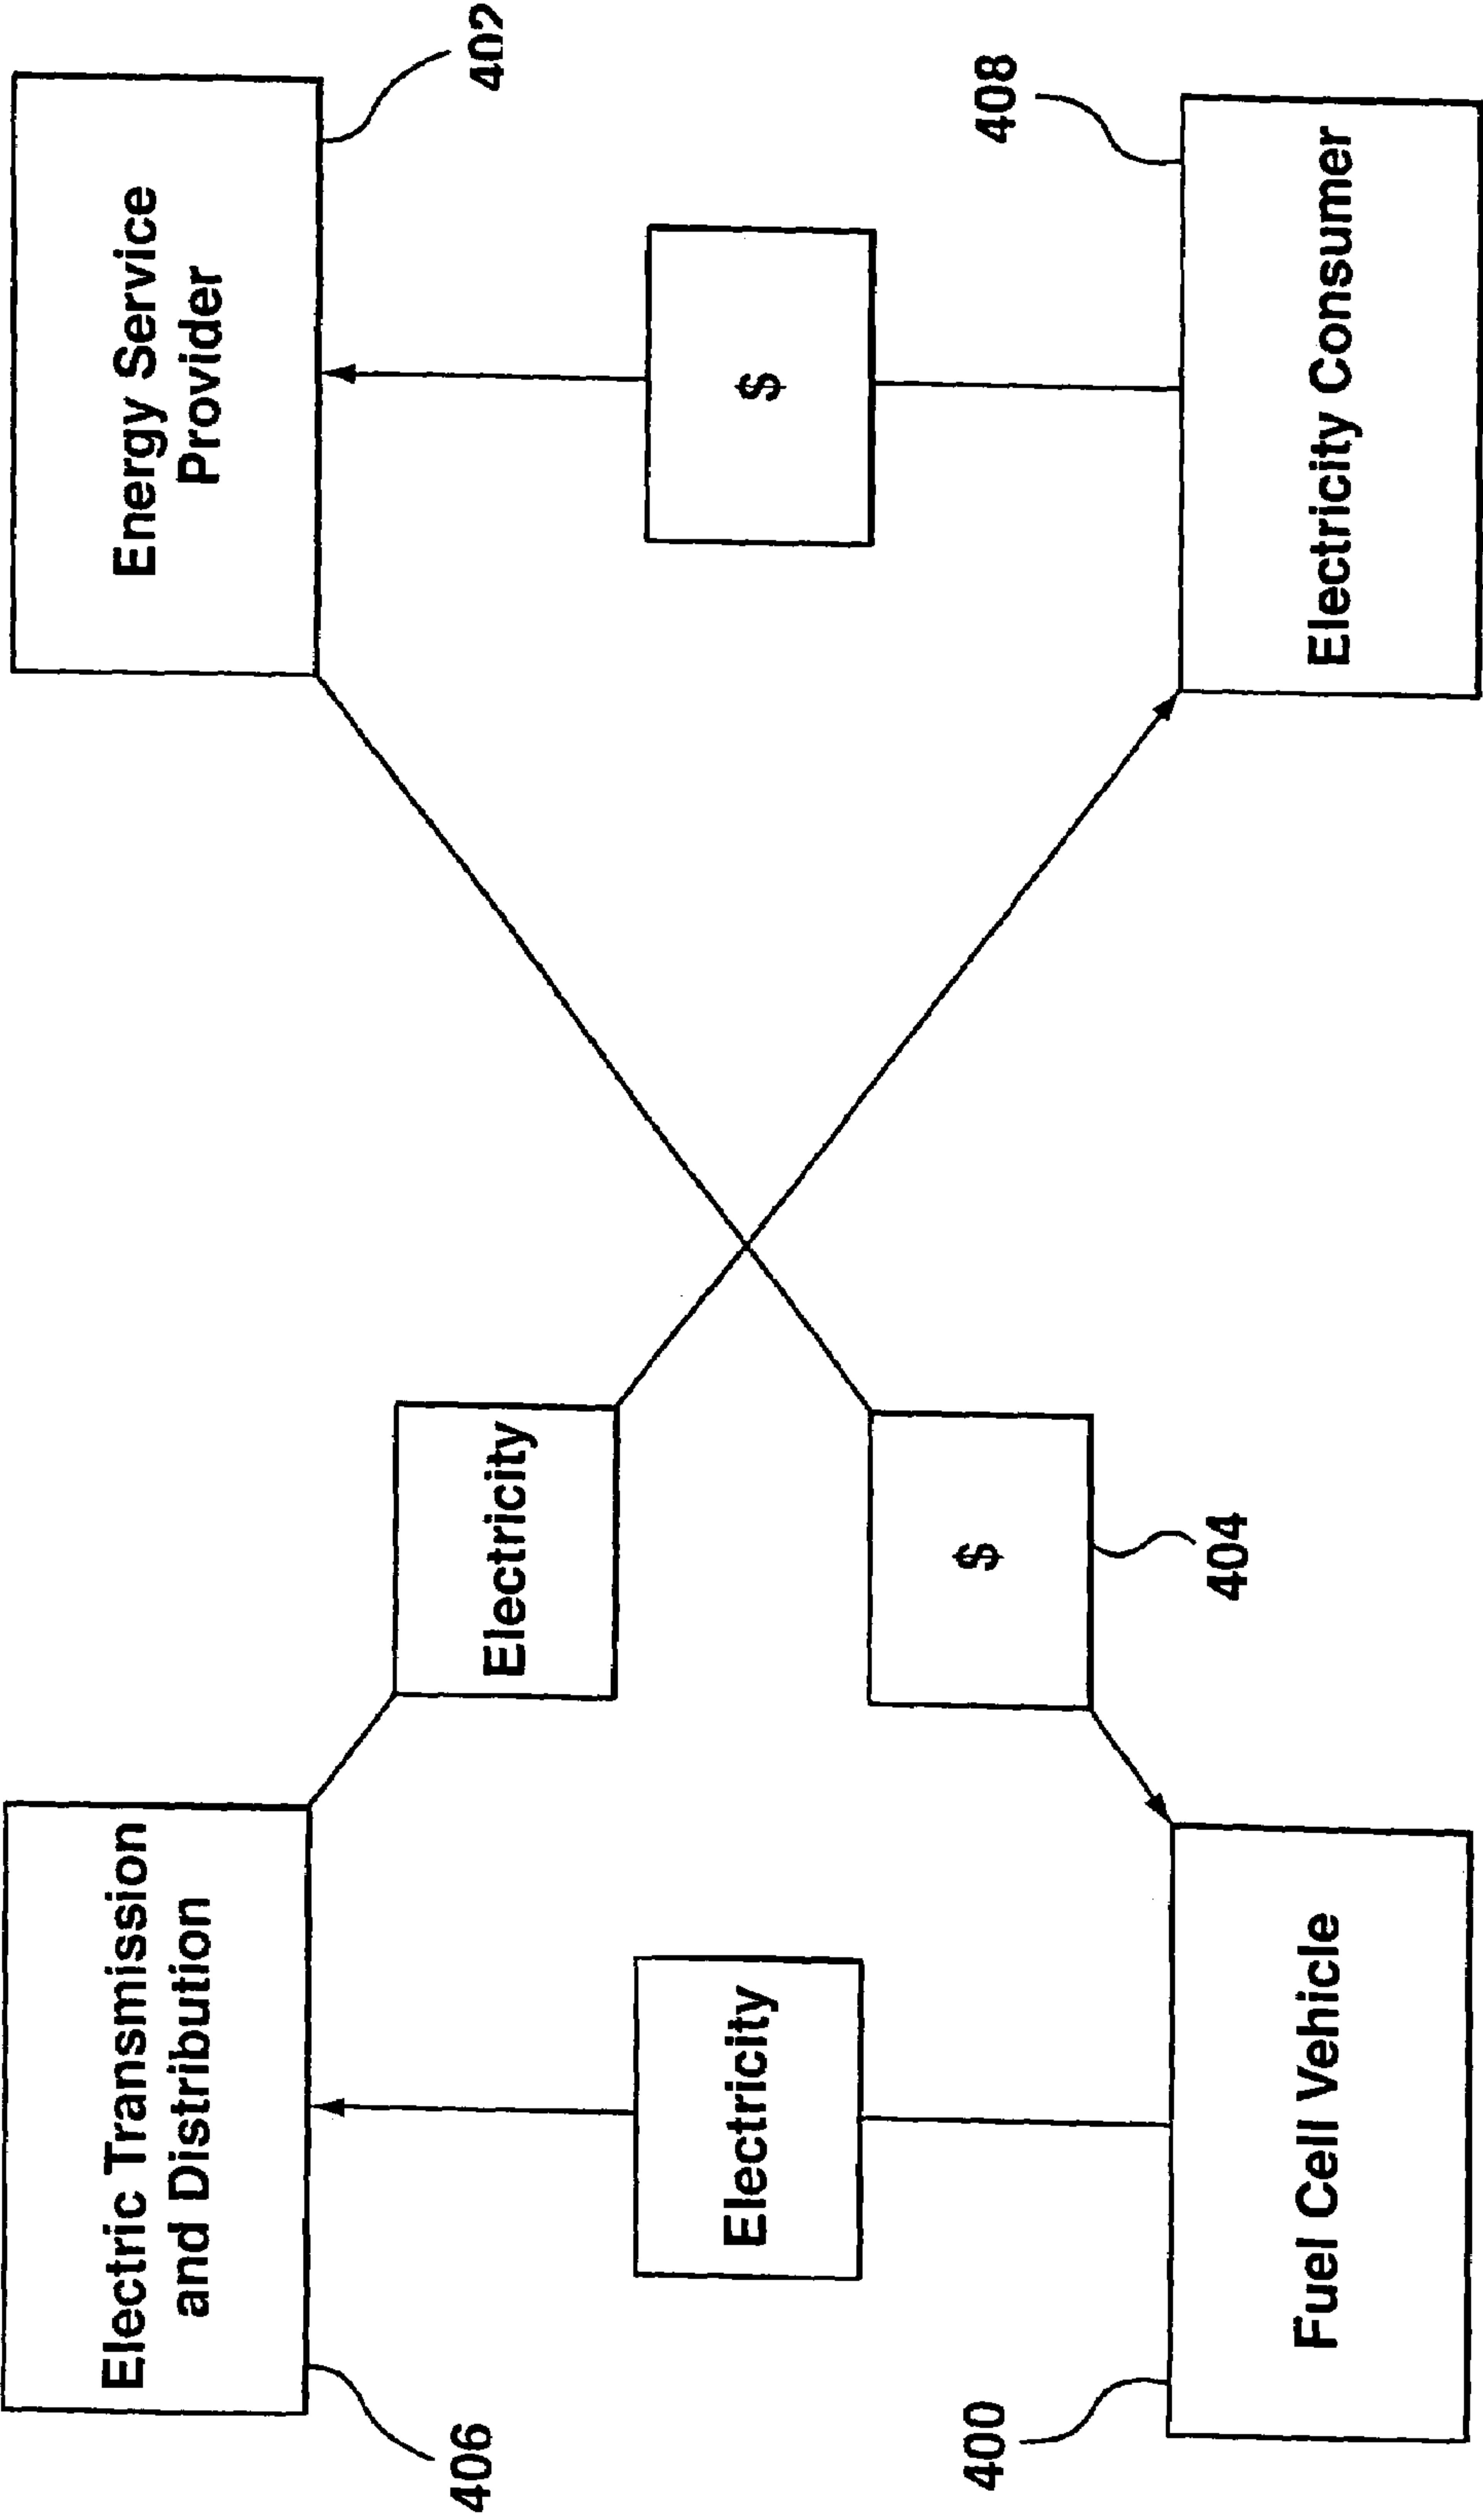 Electric Transmission
and Distribution
406
Energy Service
Provider
402
Electricity
Electricity
$
$
404
408
400
Fuel Cell Vehicle
Electricity Consumer